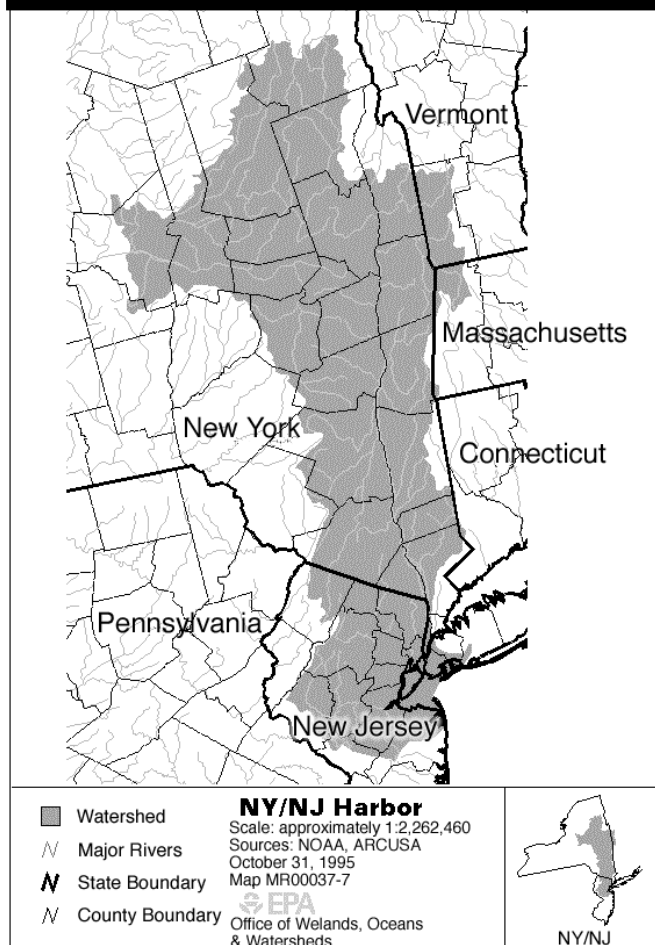 Vermont
Massachusetts
New York
Connecticut
Pennsylvania
New Jersey
Watershed
Major Rivers
State Boundary
County Boundary
NY/NJ Harbor
Scale: approximately 1:2,262,460
Sources: NOAA, ARCUSA
October 31, 1995
Map MR00037-7
EPA
Office of Welands, Oceans
& Watersheds
NY/NJ